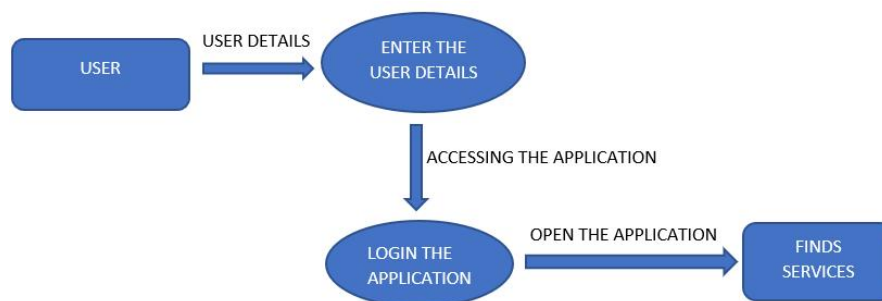 USER
USER DETAILS
ENTER THE
USER DETAILS
ACCESSING THE APPLICATION
LOGIN THE
APPLICATION
OPEN THE APPLICATION
FINDS
SERVICES